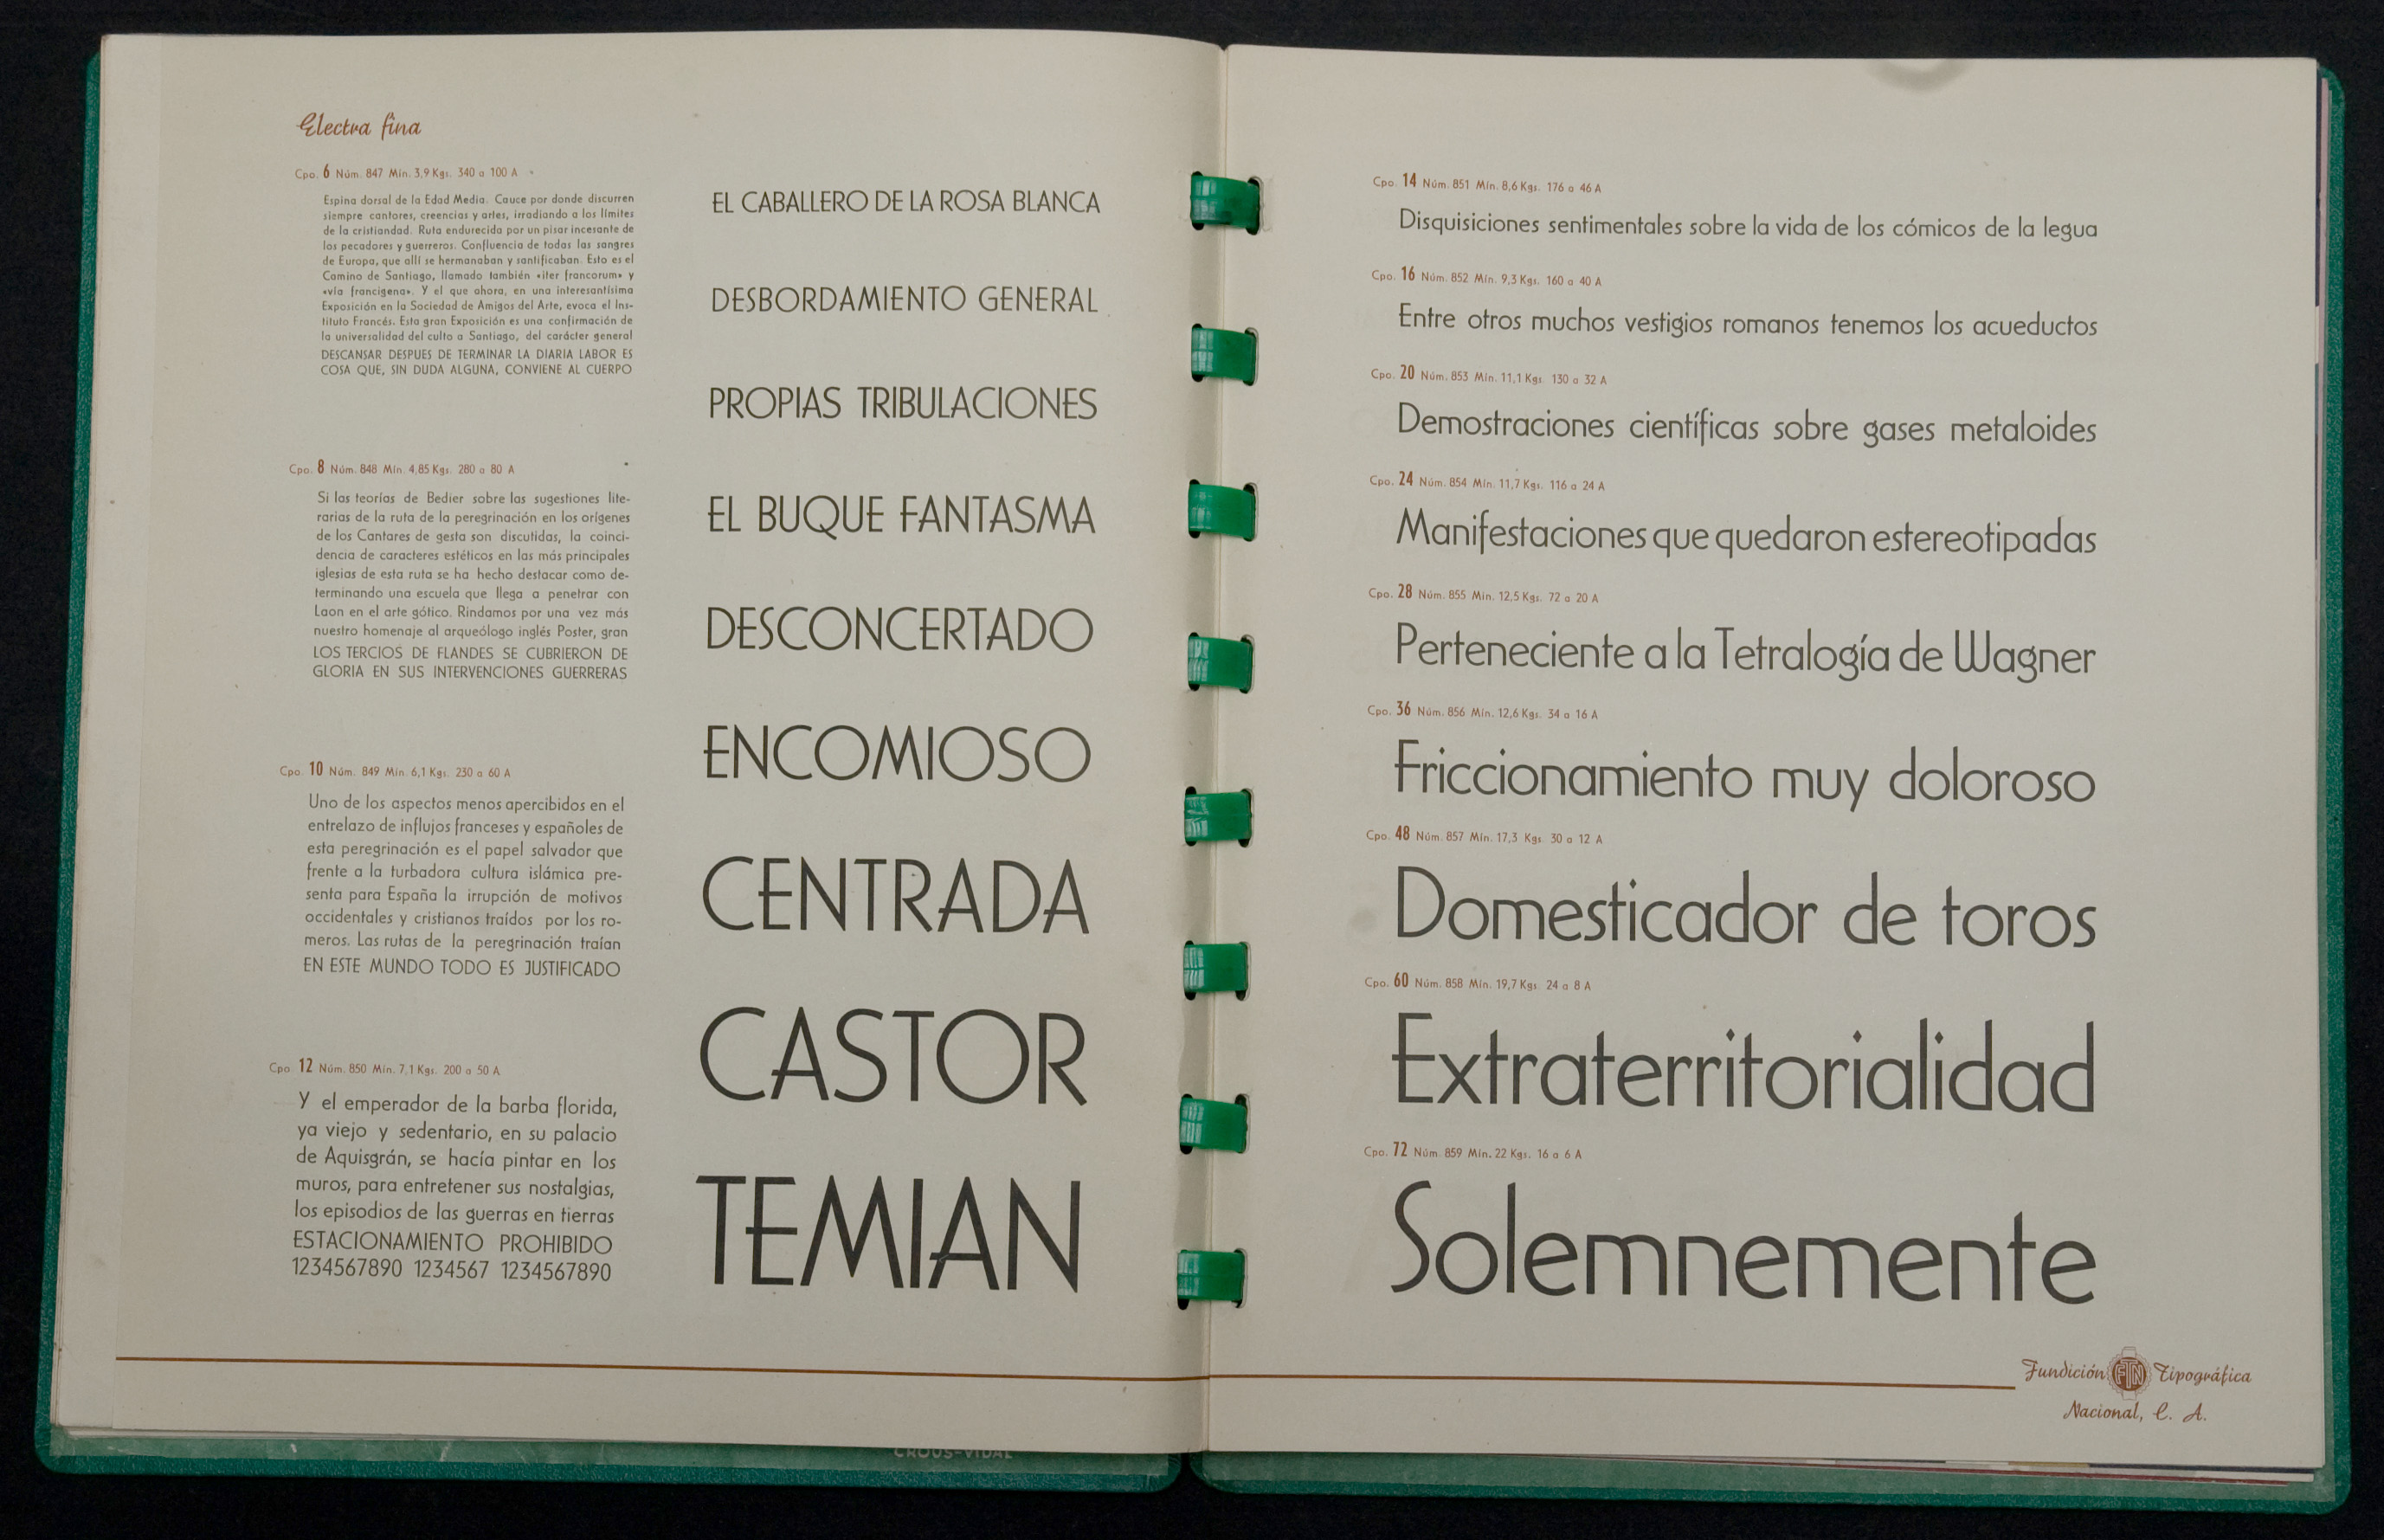 Electra fina
Cpo. 6 Núm. 847 Mín. 3,9 Kgs. 340 a 100 A
Espina dorsal de la Edad Media. Cauce por donde discurren
siempre cantores, creencias y artes, irradiando a los límites
de la cristiandad. Ruta endurecida por un pisar incesante de
los pecadores y guerreros. Confluencia de todas las sangres
de Europa, que allí se hermanaban y santificaban. Esto es el
Camino de Santiago, llamado también «iter francorum» y
«vía francigena». Y el que ahora, en una interesantísima
Exposición en la Sociedad de Amigos del Arte, evoca el Ins-
tituto Francés. Esta gran Exposición es una confirmación de
la universalidad del culto a Santiago, del carácter general
DESCANSAR DESPUES DE TERMINAR LA DIARIA LABOR ES
COSA QUE, SIN DUDA ALGUNA, CONVIENE AL CUERPO
Cpo. 8 Núm. 848 Mín. 4,85 Kgs. 280 a 80 A
Si las teorías de Bedier sobre las sugestiones lite-
rarias de la ruta de la peregrinación en los orígenes
de los Cantares de gesta son discutidas, la coinci-
dencia de caracteres estéticos en las más principales
iglesias de esta ruta se ha hecho destacar como de-
terminando una escuela que llega a penetrar con
Laon en el arte gótico. Rindamos por una vez más
nuestro homenaje al arqueólogo inglés Poster, gran
LOS TERCIOS DE FLANDES SE CUBRIERON DE
GLORIA EN SUS INTERVENCIONES GUERRERAS
Cpo. 10 Núm. 849 Mín. 6,1 Kgs. 230 a 60 A
Uno de los aspectos menos apercibidos en el
entrelazo de influjos franceses y españoles de
esta peregrinación es el papel salvador que
frente a la turbadora cultura islámica pre-
senta para España la irrupción de motivos
occidentales y cristianos traídos por los ro-
meros. Las rutas de la peregrinación traían
EN ESTE MUNDO TODO ES JUSTIFICADO
Cpo. 12 Núm. 850 Mín. 7,1 Kgs. 200 a 50 A
Y el emperador de la barba florida,
ya viejo y sedentario, en su palacio
de Aquisgrán, se hacía pintar en los
muros, para entretener sus nostalgias,
los episodios de las guerras en tierras
ESTACIONAMIENTO PROHIBIDO
1234567890 1234567 1234567890
EL CABALLERO DE LA ROSA BLANCA
DESBORDAMIENTO GENERAL
PROPIAS TRIBULACIONES
EL BUQUE FANTASMA
DESCONCERTADO
ENCOMIOSO
CENTRADA
CASTOR
TEMIAN
Cpo. 14 Núm. 851 Mín. 8,6 Kgs. 176 a 46 A
Disquisiciones sentimentales sobre la vida de los cómicos de la legua
Cpo. 16 Núm. 852 Mín. 9,3 Kgs. 160 a 40 A
Entre otros muchos vestigios romanos tenemos los acueductos
Cpo. 20 Núm. 853 Mín. 11,1 Kgs. 130 a 32 A
Demostraciones científicas sobre gases metaloides
Cpo. 24 Núm. 854 Mín. 11,7 Kgs. 116 a 24 A
Manifestaciones que quedaron estereotipadas
Cpo. 28 Núm. 855 Mín. 12,5 Kgs. 72 a 20 A
Perteneciente a la Tetralogía de Wagner
Cpo. 36 Núm. 856 Mín. 12,6 Kgs. 34 a 16 A
Friccionamiento muy doloroso
Cpo. 48 Núm. 857 Mín. 17,3 Kgs. 30 a 12 A
Domesticador de toros
Cpo. 60 Núm. 858 Mín. 19,7 Kgs. 24 a 8 A
Extraterritorialidad
Cpo. 72 Núm. 859 Mín. 22 Kgs. 16 a 6 A
Solemnemente
Fundición FTN Tipográfica
Nacional, C. A.
CROUS-VIDAL